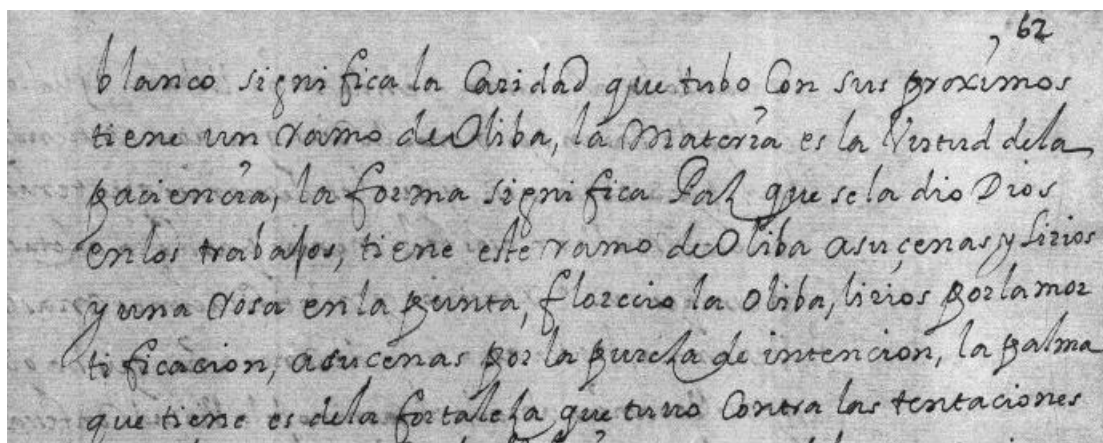 62
blanco significa la Caridad que tubo Con sus proximos
tiene un ramo de Oliba, la Materia es la Virtud dela
paciencia, la forma significa Paz que se la dio Dios
en los trabajos, tiene este ramo de Oliba asuçenas y Lirios
y una rosa en la punta, florecio la Oliba, lirios por la mor
tificacion, asucenas por la pureza de intencion, la palma
que tiene es dela fortaleza que tuvo Contra las tentaciones